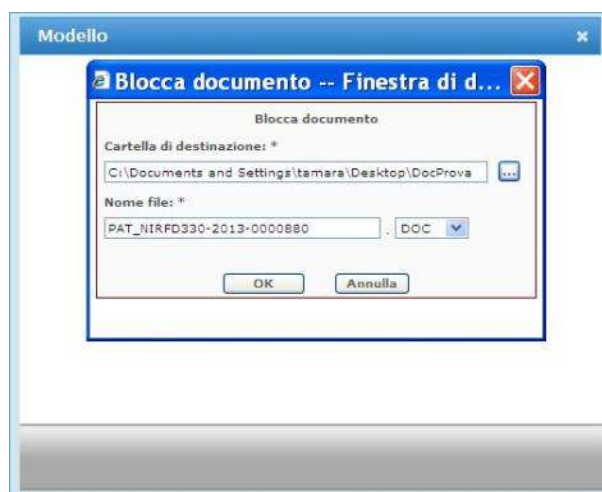 Modello
Blocca documento -- Finestra di d...
Blocca documento
Cartella di destinazione: *
C:\Documents and Settings\tamara\Desktop\DocProva ...
Nome file: *
PAT_NIRFD330-2013-0000880 . DOC
OK Annulla